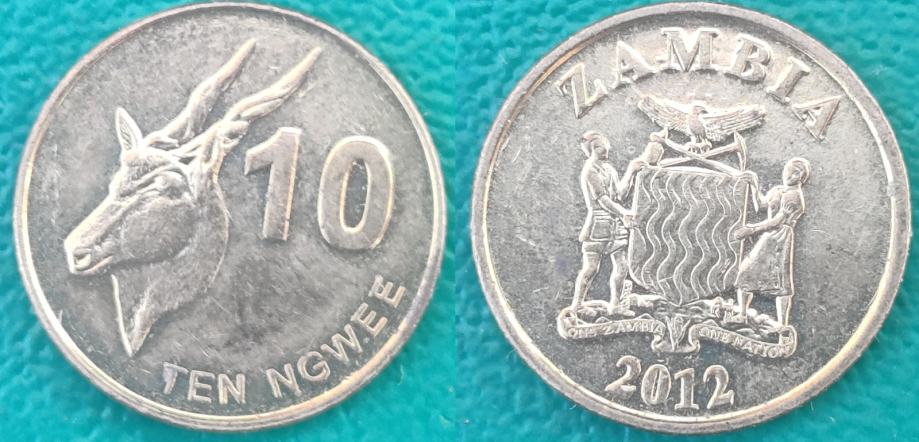 10
TEN NGWEE
ZAMBIA
ONE ZAMBIA ONE NATION
2012